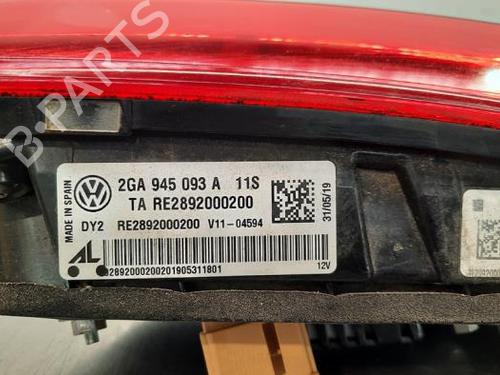 B-PARTS
MADE IN SPAIN
2GA 945 093 A 11S
TA RE2892000200
DY2 RE2892000200 V11-04594
31/05/19
AL
2892000200201905311801 12V